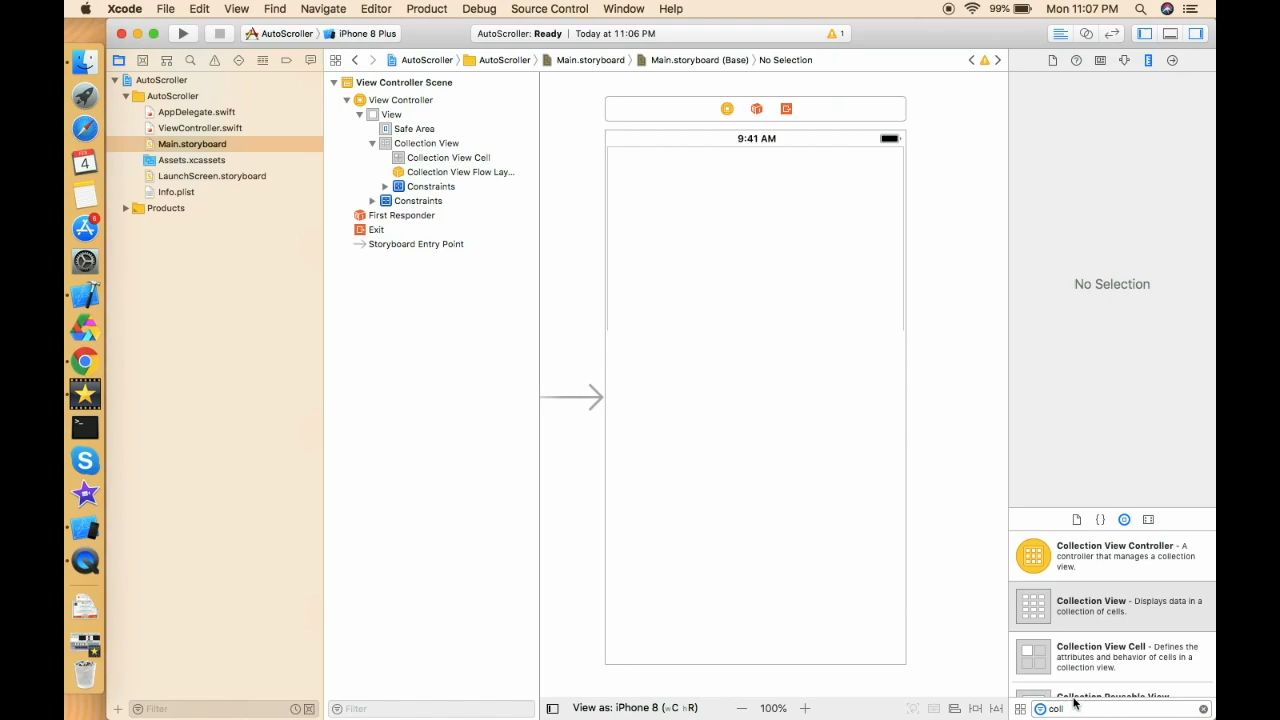 Xcode File Edit View Find Navigate Editor Product Debug Source Control Window Help 99% Mon 11:07 PM
AutoScroller iPhone 8 Plus AutoScroller: Ready Today at 11:06 PM 1
AutoScroller AutoScroller Main.storyboard Main.storyboard (Base) No Selection
AutoScroller
AutoScroller
AppDelegate.swift
ViewController.swift
Main.storyboard
Assets.xcassets
LaunchScreen.storyboard
Info.plist
Products
View Controller Scene
View Controller
View
Safe Area
Collection View
Collection View Cell
Collection View Flow Lay...
Constraints
Constraints
First Responder
Exit
Storyboard Entry Point
9:41 AM
No Selection
Collection View Controller - A
controller that manages a collection
view.
Collection View - Displays data in a
collection of cells.
Collection View Cell - Defines the
attributes and behavior of cells in a
collection view.
Collection Reusable View
Filter
Filter
View as: iPhone 8 (wC hR)
100%
coll
4
S